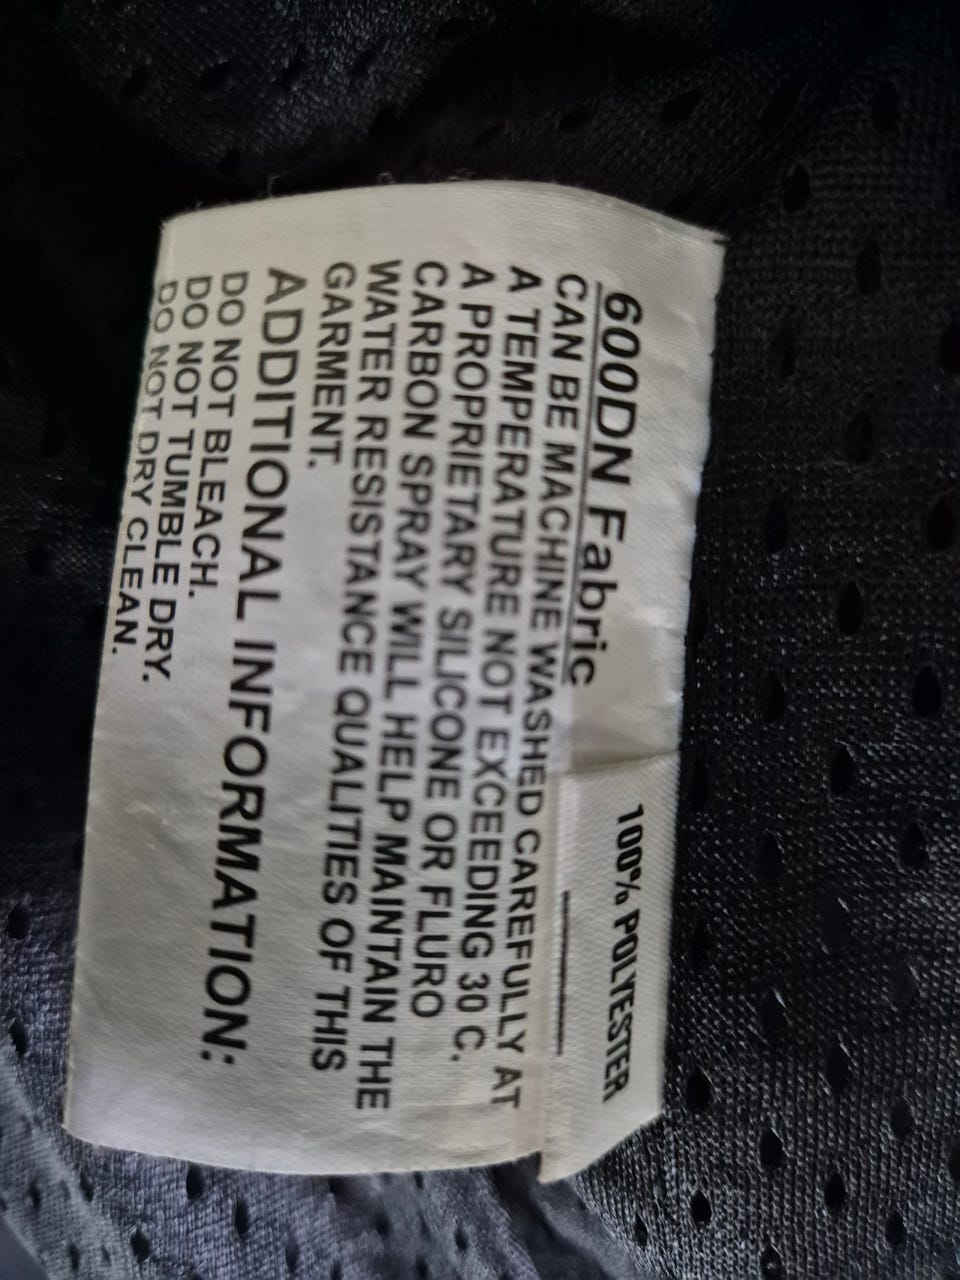 600DN Fabric
100% POLYESTER
CAN BE MACHINE WASHED CAREFULLY AT
A TEMPERATURE NOT EXCEEDING 30 C.
A PROPRIETARY SILICONE OR FLURO
CARBON SPRAY WILL HELP MAINTAIN THE
WATER RESISTANCE QUALITIES OF THIS
GARMENT.
ADDITIONAL INFORMATION:
DO NOT BLEACH.
DO NOT TUMBLE DRY.
DO NOT DRY CLEAN.